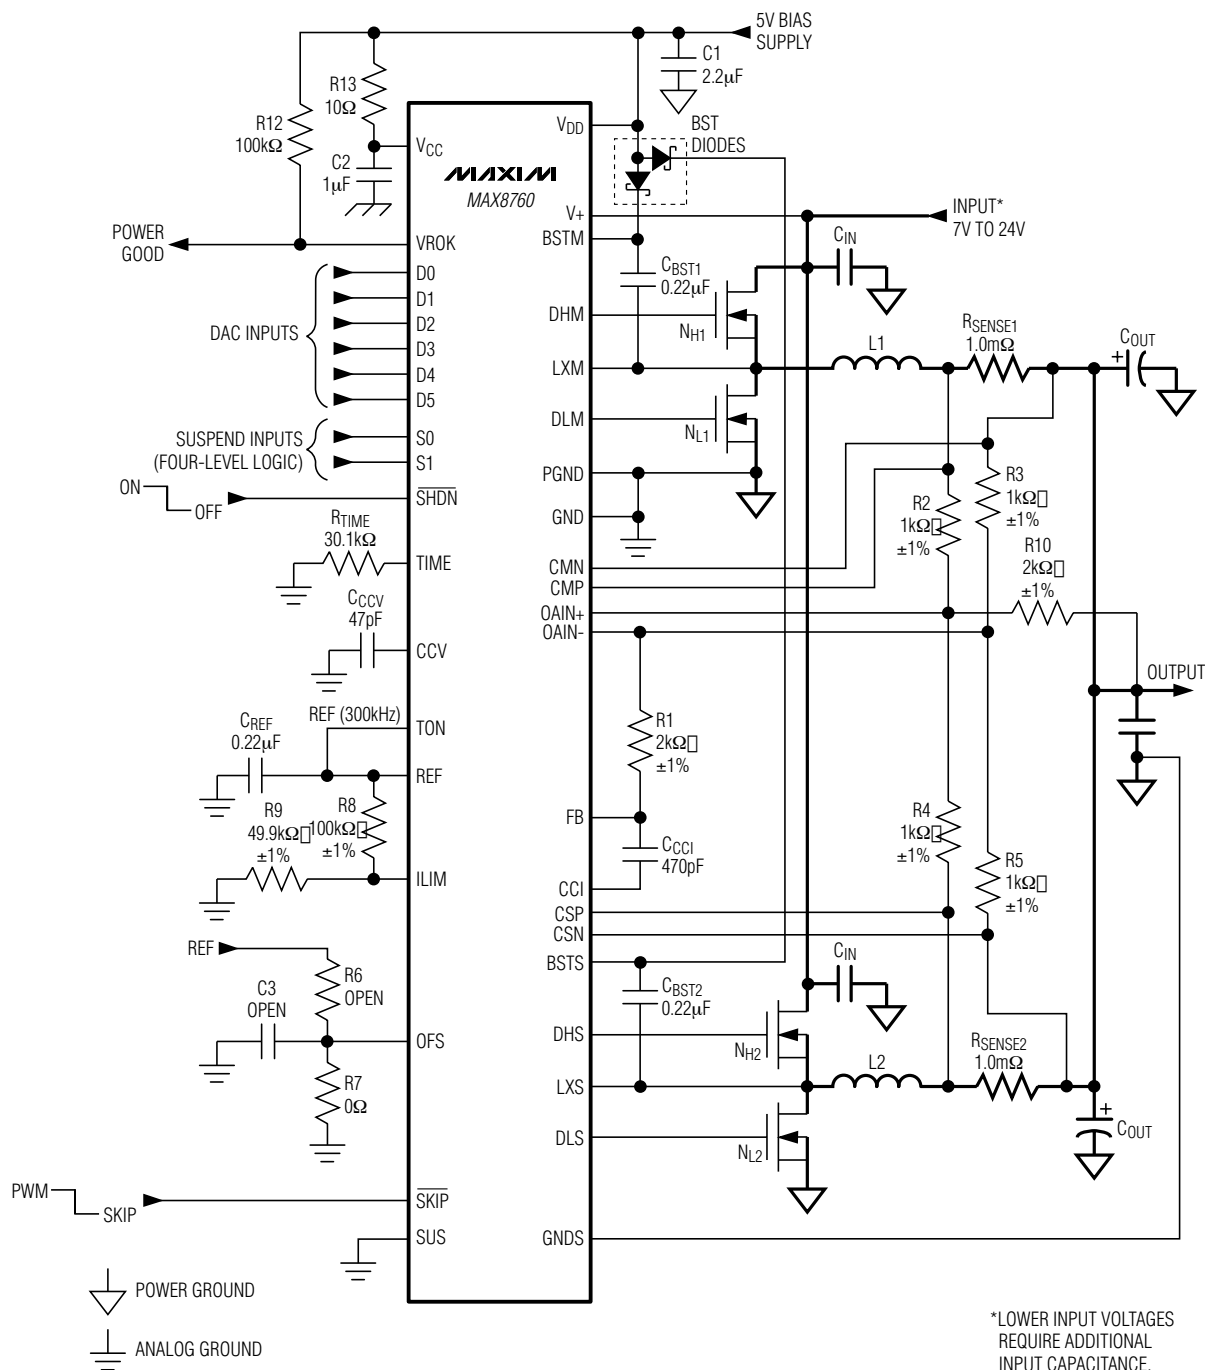 5V BIAS
SUPPLY
C1
2.2µF
R13
10Ω
R12
100kΩ
C2
1µF
VCC
VDD
BST
DIODES
MAXIM
MAX8760
V+
INPUT*
7V TO 24V
BSTM
POWER
GOOD
VROK
CIN
CBST1
0.22µF
D0
D1
D2
D3
D4
D5
DAC INPUTS
DHM
NH1
LXM
L1
RSENSE1
1.0mΩ
COUT
+
DLM
NL1
SUSPEND INPUTS
(FOUR-LEVEL LOGIC)
S0
S1
PGND
GND
ON
OFF
SHDN
R2
1kΩ
±1%
R3
1kΩ
±1%
RTIME
30.1kΩ
TIME
CMN
CMP
OAIN+
OAIN-
R10
2kΩ
±1%
CCCV
47pF
CCV
OUTPUT
REF (300kHz)
TON
CREF
0.22µF
REF
R1
2kΩ
±1%
R9
49.9kΩ
±1%
R8
100kΩ
±1%
ILIM
FB
CCCI
470pF
CCI
R4
1kΩ
±1%
R5
1kΩ
±1%
CSP
CSN
REF
R6
OPEN
C3
OPEN
OFS
R7
0Ω
BSTS
CBST2
0.22µF
CIN
DHS
NH2
LXS
L2
RSENSE2
1.0mΩ
DLS
NL2
+
COUT
PWM
SKIP
SKIP
SUS
GNDS
POWER GROUND
ANALOG GROUND
*LOWER INPUT VOLTAGES
REQUIRE ADDITIONAL
INPUT CAPACITANCE.